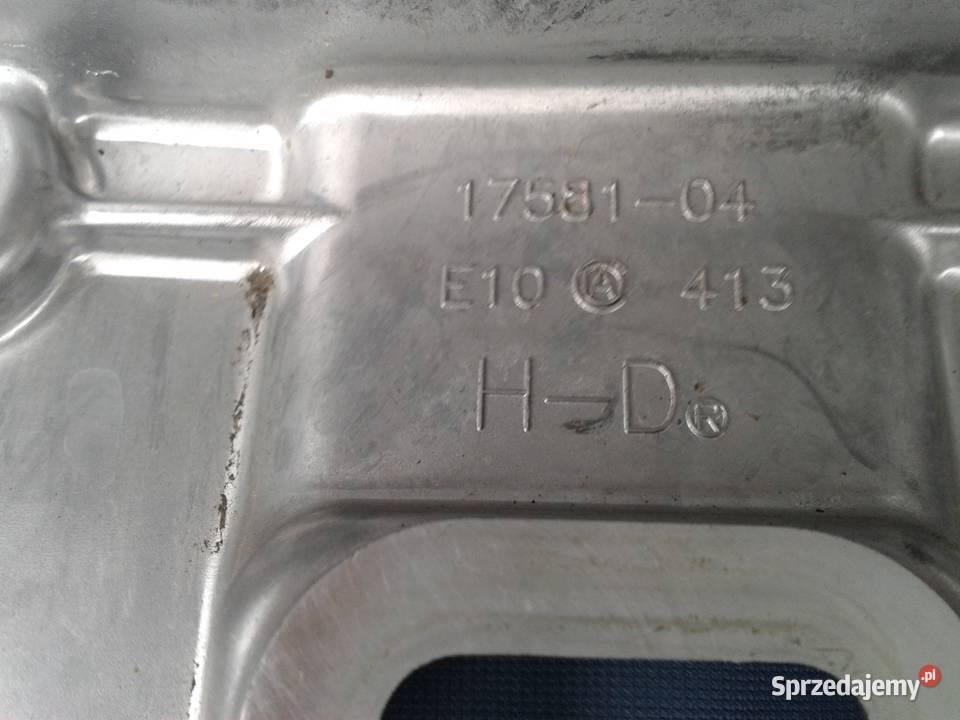 17581-04
E10 Ⓐ 413
H-D®
Sprzedajemy.pl